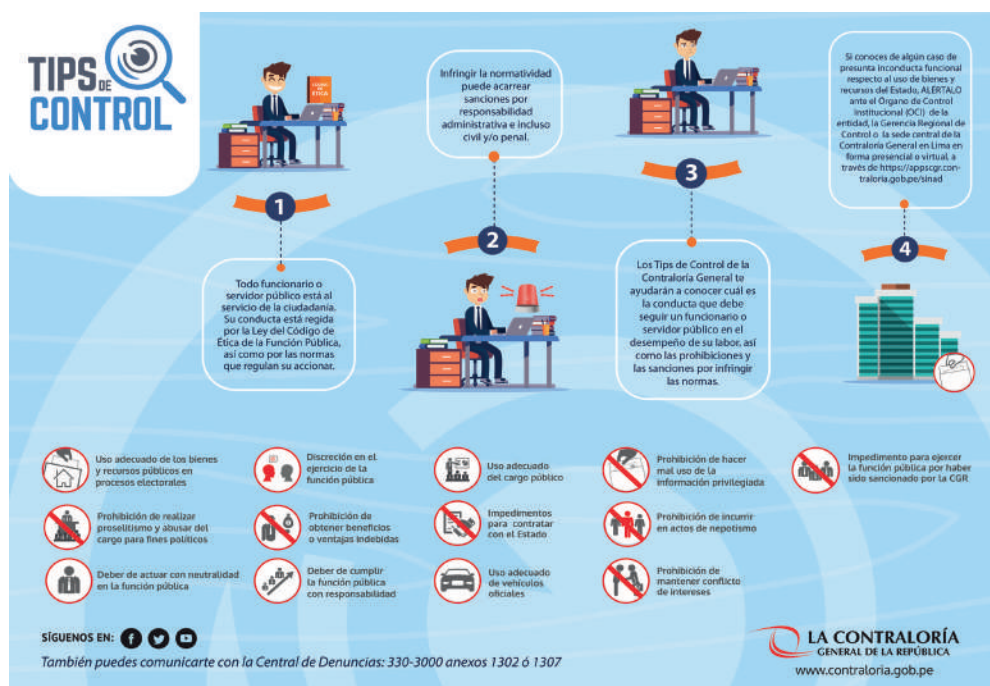 TIPS DE
CONTROL
CÓDIGO
DE
ÉTICA
1
Todo funcionario o
servidor público está al
servicio de la ciudadanía.
Su conducta está regida
por la Ley del Código de
Ética de la Función Pública,
así como por las normas
que regulan su accionar.
Infringir la normatividad
puede acarrear
sanciones por
responsabilidad
administrativa e incluso
civil y/o penal.
2
3
Los Tips de Control de la
Contraloría General te
ayudarán a conocer cuál es
la conducta que debe
seguir un funcionario o
servidor público en el
desempeño de su labor, así
como las prohibiciones y
las sanciones por infringir
las normas.
Si conoces de algún caso de
presunta inconducta funcional
respecto al uso de bienes y
recursos del Estado, ALÉRTALO
ante el Órgano de Control
Institucional (OCI) de la
entidad, la Gerencia Regional de
Control o la sede central de la
Contraloría General en Lima en
forma presencial o virtual, a
través de https://appscgr.con-
traloria.gob.pe/sinad
4
Uso adecuado de los bienes
y recursos públicos en
procesos electorales
Prohibición de realizar
proselitismo y abusar del
cargo para fines políticos
Deber de actuar con neutralidad
en la función pública
Discreción en el
ejercicio de la
función pública
Prohibición de
obtener beneficios
o ventajas indebidas
Deber de cumplir
la función pública
con responsabilidad
Uso adecuado
del cargo público
Impedimentos
para contratar
con el Estado
Uso adecuado
de vehículos
oficiales
Prohibición de hacer
mal uso de la
información privilegiada
Prohibición de incurrir
en actos de nepotismo
Prohibición de
mantener conflicto
de intereses
Impedimento para ejercer
la función pública por haber
sido sancionado por la CGR
SÍGUENOS EN:
También puedes comunicarte con la Central de Denuncias: 330-3000 anexos 1302 ó 1307
LA CONTRALORÍA
GENERAL DE LA REPÚBLICA
www.contraloria.gob.pe